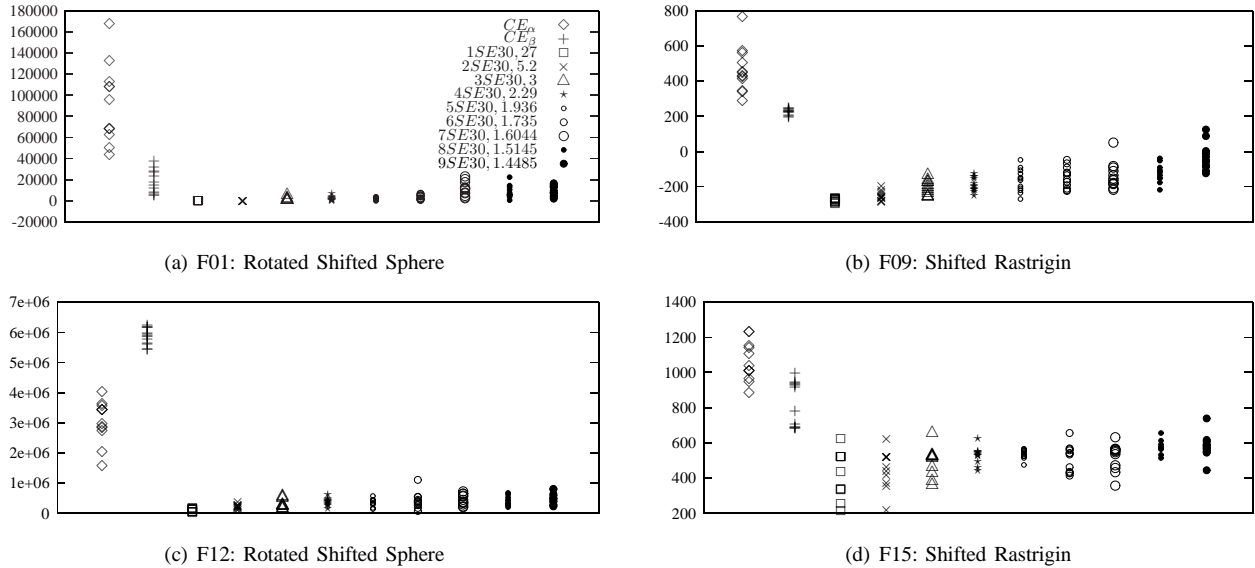 180000
160000
140000
120000
100000
80000
60000
40000
20000
0
-20000
CE_α
CE_β
1SE30, 27
2SE30, 5.2
3SE30, 3
4SE30, 2.29
5SE30, 1.936
6SE30, 1.735
7SE30, 1.6044
8SE30, 1.5145
9SE30, 1.4485
(a) F01: Rotated Shifted Sphere
800
600
400
200
0
-200
-400
(b) F09: Shifted Rastrigin
7e+06
6e+06
5e+06
4e+06
3e+06
2e+06
1e+06
0
(c) F12: Rotated Shifted Sphere
1400
1200
1000
800
600
400
200
(d) F15: Shifted Rastrigin